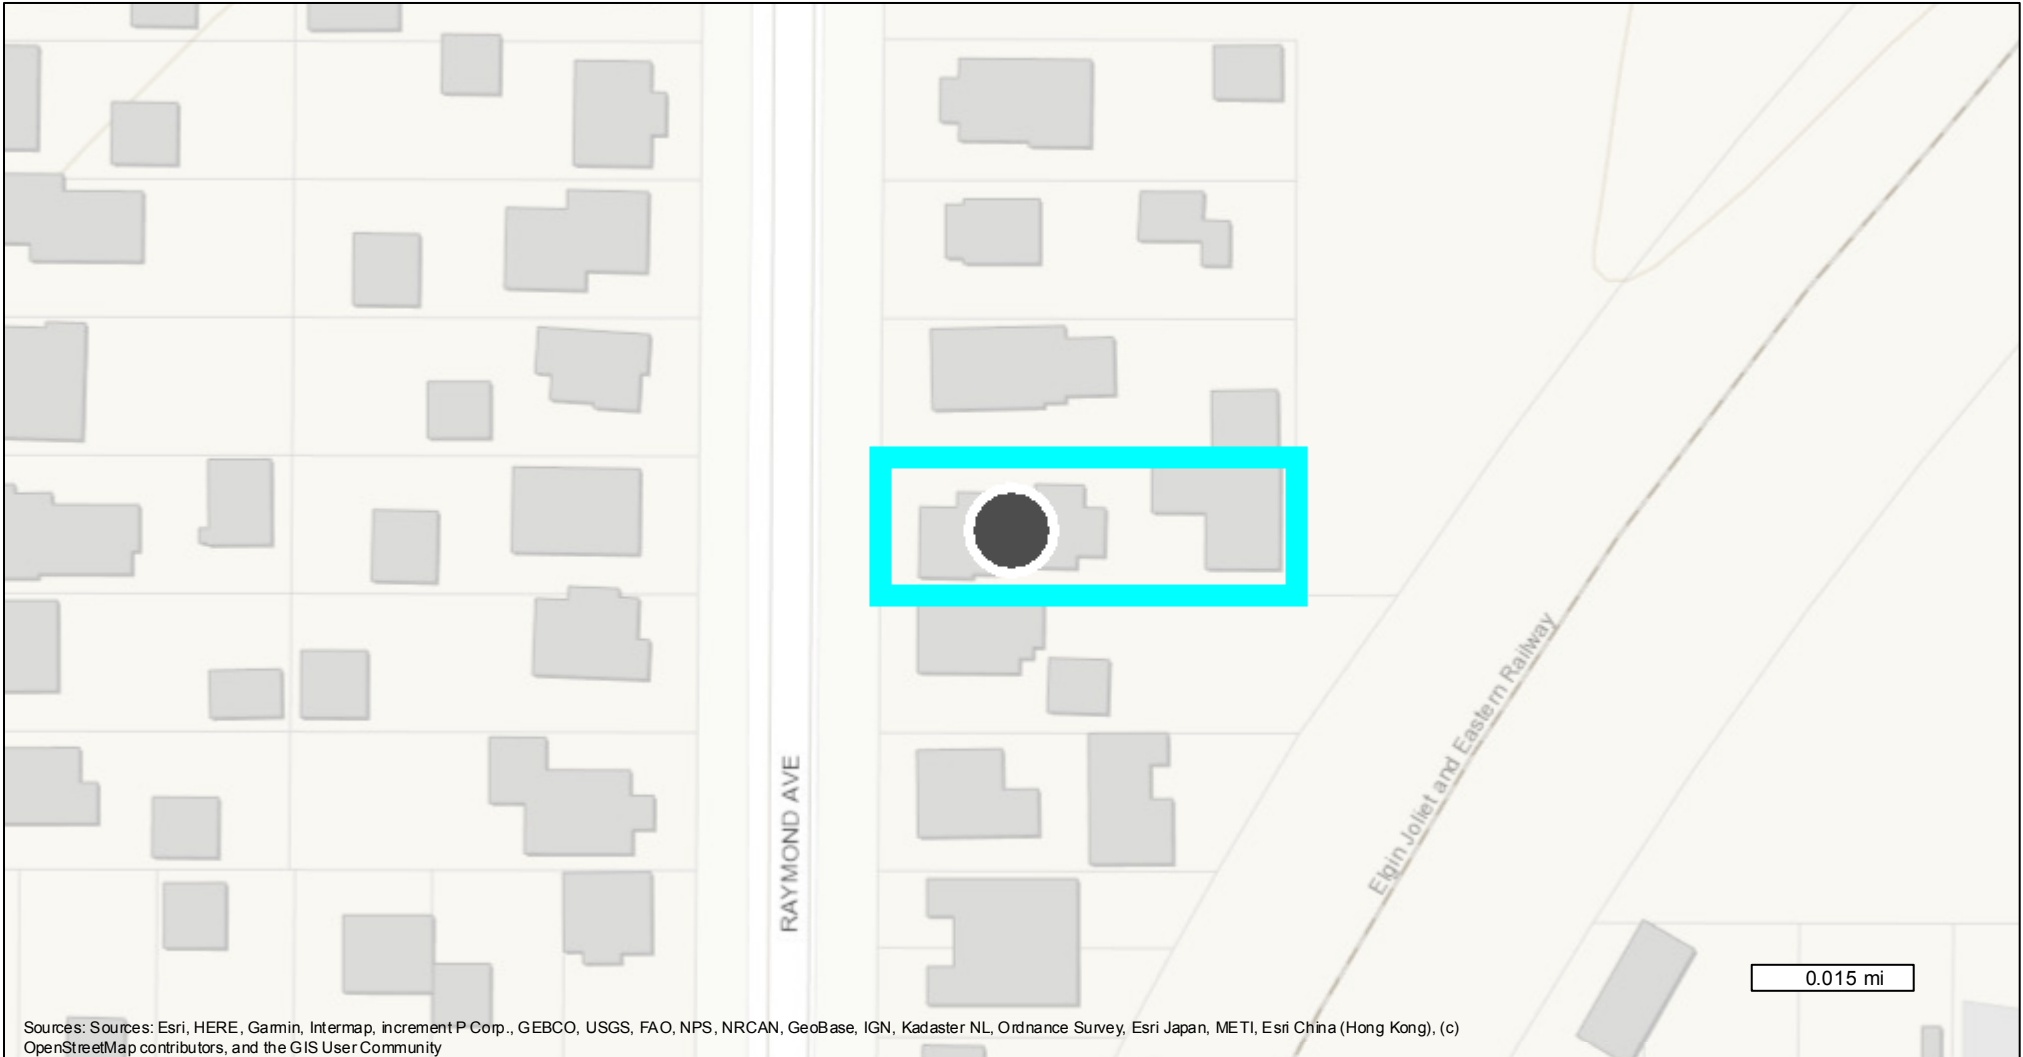 Elgin Joliet and Eastern Railway
RAYMOND AVE
0.015 mi
Sources: Sources: Esri, HERE, Garmin, Intermap, increment P Corp., GEBCO, USGS, FAO, NPS, NRCAN, GeoBase, IGN, Kadaster NL, Ordnance Survey, Esri Japan, METI, Esri China (Hong Kong), (c)
OpenStreetMap contributors, and the GIS User Community